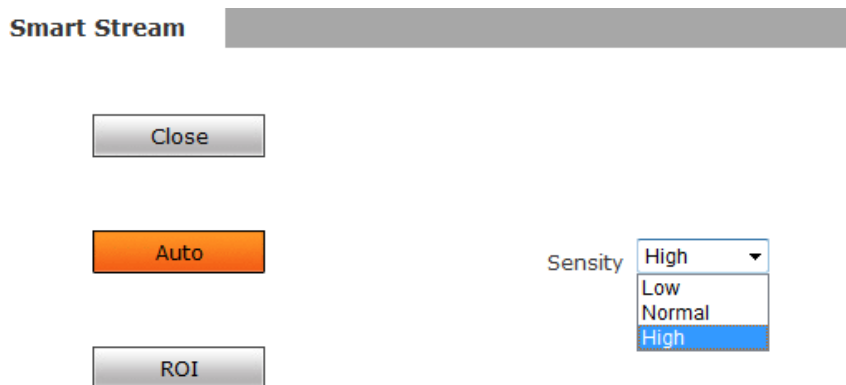 Smart Stream
Close
Auto
Sensity High
Low
Normal
High
ROI